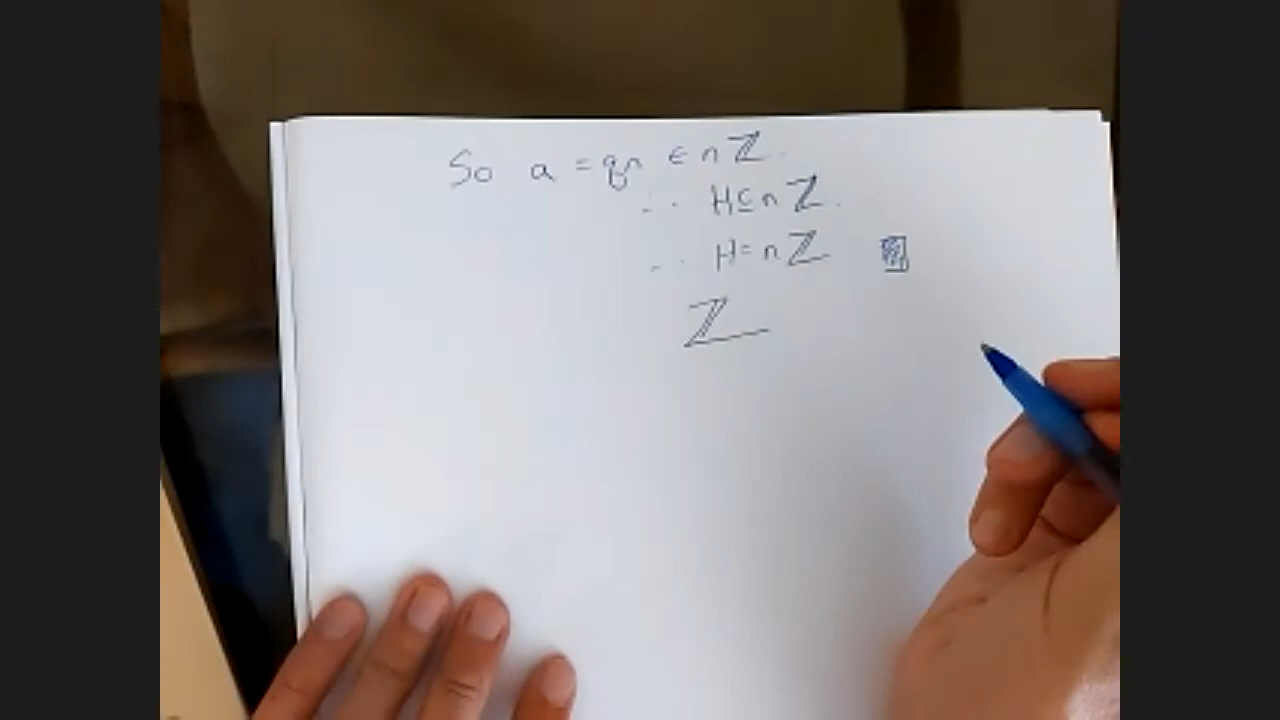 So a = qn ∈ nℤ.
∴ H ⊆ nℤ.
∴ H = nℤ
ℤ